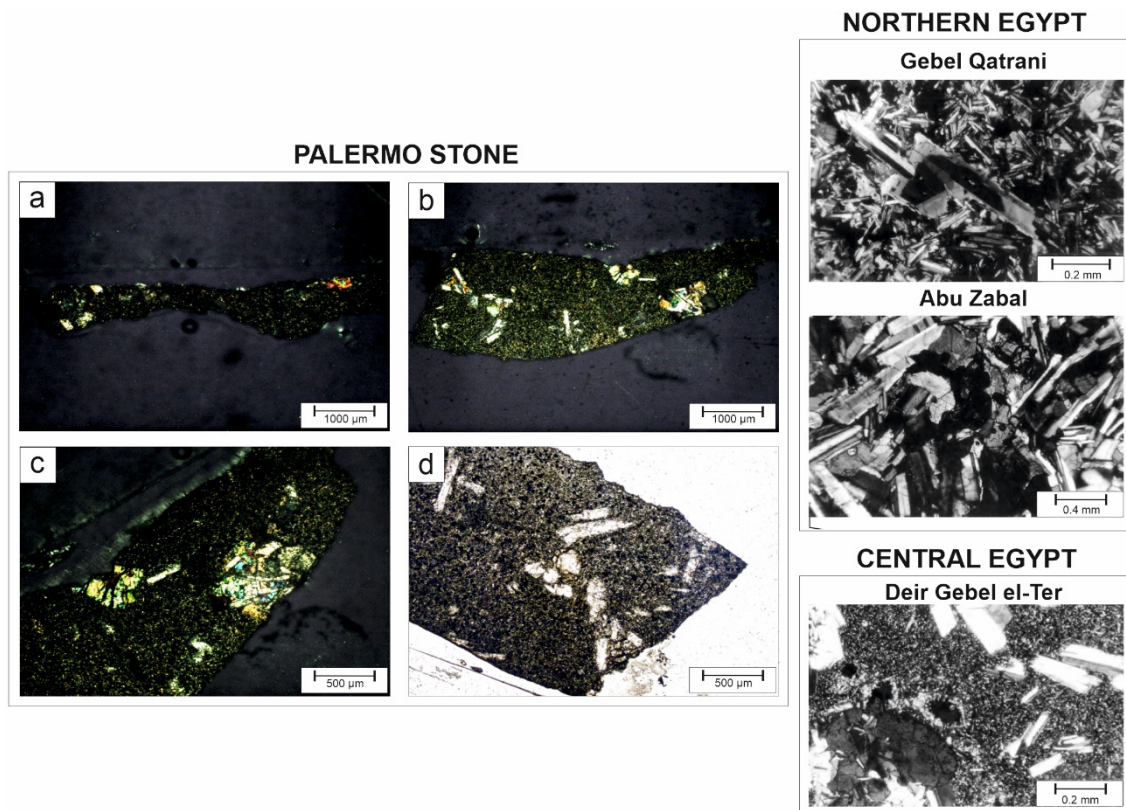 PALERMO STONE
a
1000 µm
b
1000 µm
c
500 µm
d
500 µm
NORTHERN EGYPT
Gebel Qatrani
0.2 mm
Abu Zabal
0.4 mm
CENTRAL EGYPT
Deir Gebel el-Ter
0.2 mm